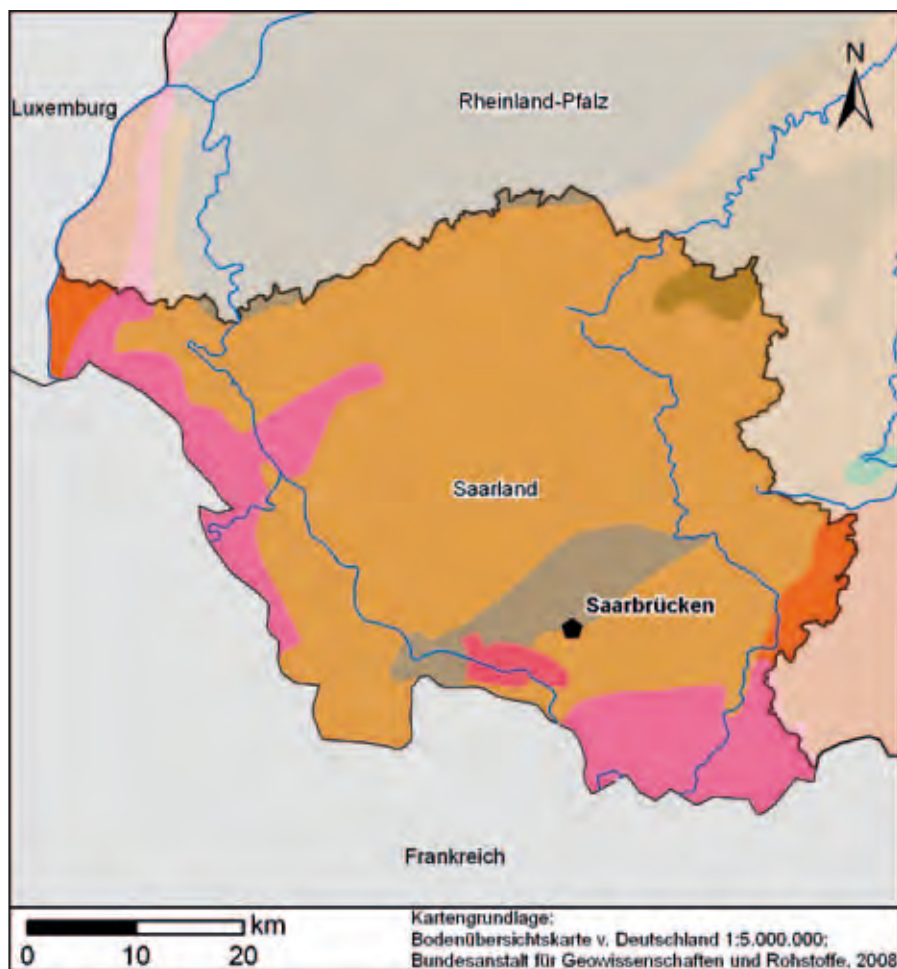 N
Luxemburg
Rheinland-Pfalz
Saarland
Saarbrücken
Frankreich
km
0 10 20
Kartengrundlage:
Bodenübersichtskarte v. Deutschland 1:5.000.000;
Bundesanstalt für Geowissenschaften und Rohstoffe, 2008